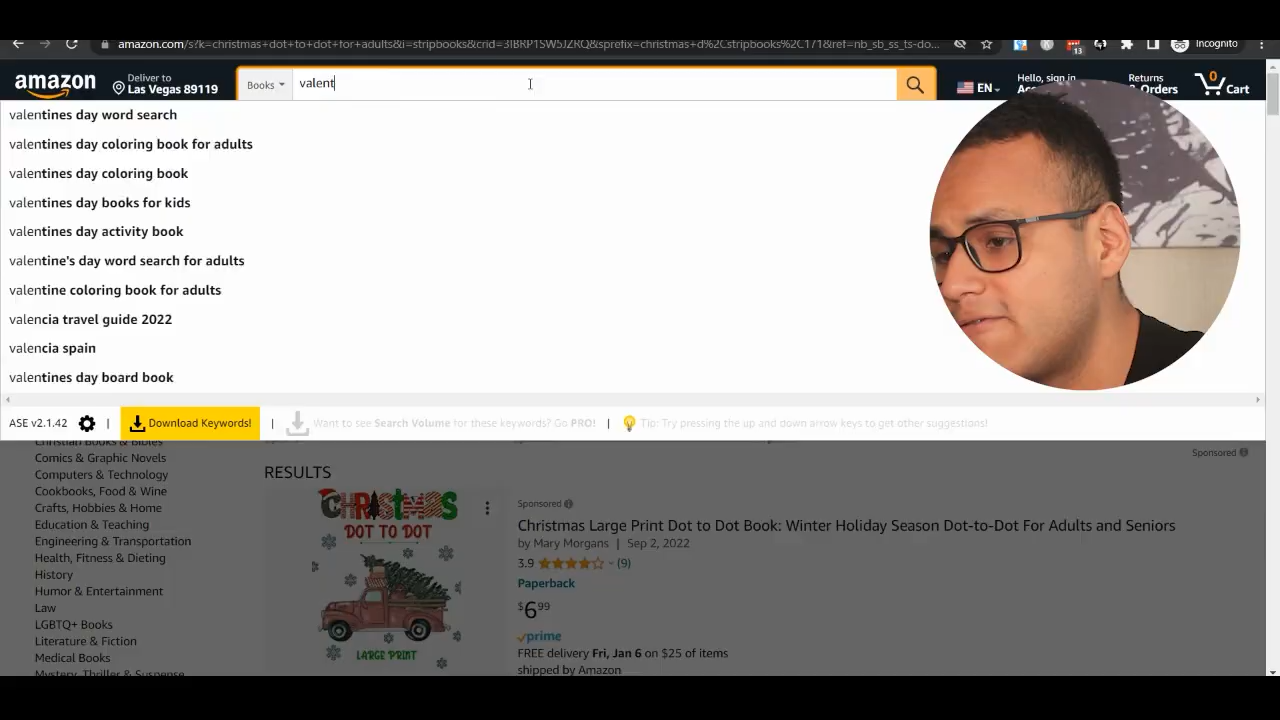 amazon.com/s?k=christmas+dot+to+dot+for+adults&i=stripbooks&crid=3IBRP1SW5JZRQ&sprefix=christmas+d%2Cstripbooks%2C171&ref=nb_sb_ss_ts-do...
13
Incognito
amazon
Deliver to
Las Vegas 89119
Books
valent
EN
Hello, sign in
Returns
& Orders
0
Cart
valentines day word search
valentines day coloring book for adults
valentines day coloring book
valentines day books for kids
valentines day activity book
valentine's day word search for adults
valentine coloring book for adults
valencia travel guide 2022
valencia spain
valentines day board book
ASE v2.1.42
Download Keywords!
Want to see Search Volume for these keywords? Go PRO!
Tip: Try pressing the up and down arrow keys to get other suggestions!
Christian Books & Bibles
Comics & Graphic Novels
Computers & Technology
Cookbooks, Food & Wine
Crafts, Hobbies & Home
Education & Teaching
Engineering & Transportation
Health, Fitness & Dieting
History
Humor & Entertainment
Law
LGBTQ+ Books
Literature & Fiction
Medical Books
Mystery, Thriller & Suspense
Sponsored
RESULTS
CHRISTMAS
DOT TO DOT
LARGE PRINT
Sponsored
Christmas Large Print Dot to Dot Book: Winter Holiday Season Dot-to-Dot For Adults and Seniors
by Mary Morgans | Sep 2, 2022
3.9 (9)
Paperback
$6.99
prime
FREE delivery Fri, Jan 6 on $25 of items
shipped by Amazon